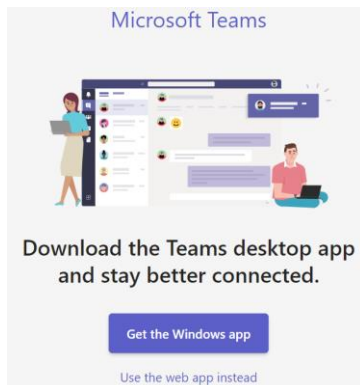 Microsoft Teams
Download the Teams desktop app
and stay better connected.
Get the Windows app
Use the web app instead